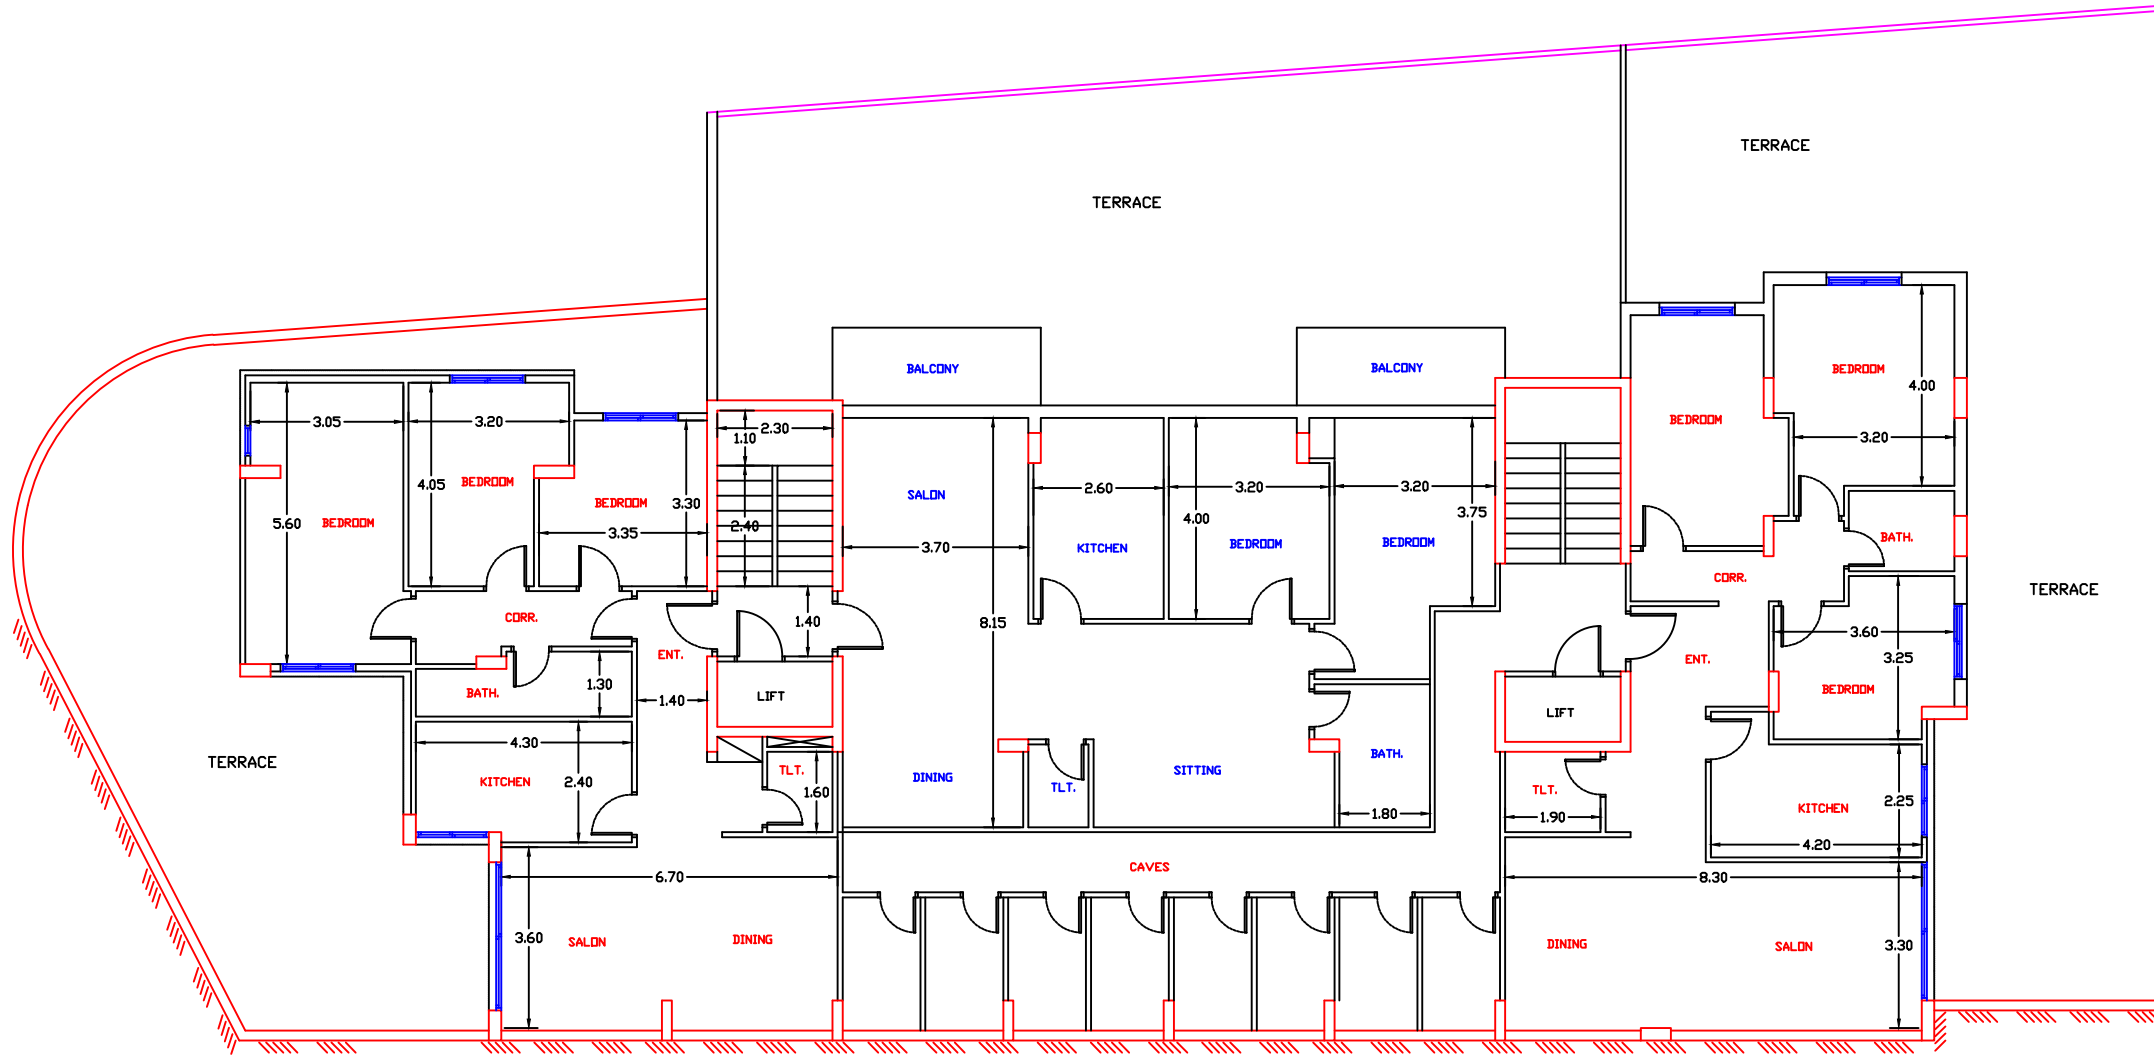 TERRACE
TERRACE
BALCONY
BALCONY
BEDROOM
4.00
3.05
3.20
2.30
1.10
BEDROOM
3.20
4.05
BEDROOM
BEDROOM
3.30
2.40
SALON
2.60
3.20
3.20
5.60
BEDROOM
3.35
3.70
KITCHEN
4.00
BEDROOM
3.75
BEDROOM
BATH.
CORR.
CORR.
1.40
8.15
3.60
ENT.
ENT.
3.25
TERRACE
BATH.
1.30
1.40
LIFT
LIFT
BEDROOM
4.30
TERRACE
KITCHEN
2.40
TLT.
1.60
DINING
TLT.
SITTING
BATH.
1.80
TLT.
1.90
KITCHEN
2.25
4.20
6.70
CAVES
8.30
3.60
SALON
DINING
DINING
SALON
3.30